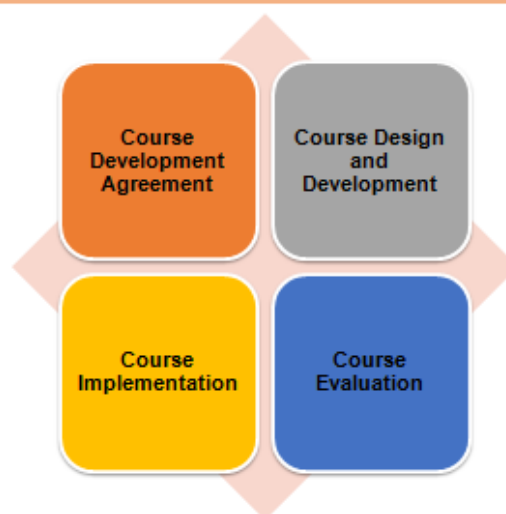 Course
Development
Agreement
Course Design
and
Development
Course
Implementation
Course
Evaluation